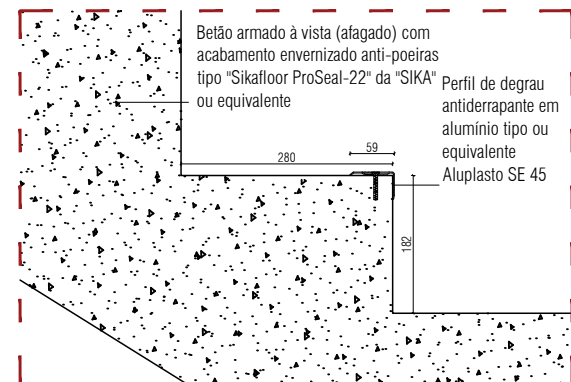 Betão armado à vista (afagado) com
acabamento envernizado anti-poeiras
tipo "Sikafloor ProSeal-22" da "SIKA"
ou equivalente
Perfil de degrau
antiderrapante em
alumínio tipo ou
equivalente
Aluplasto SE 45
280
59
182